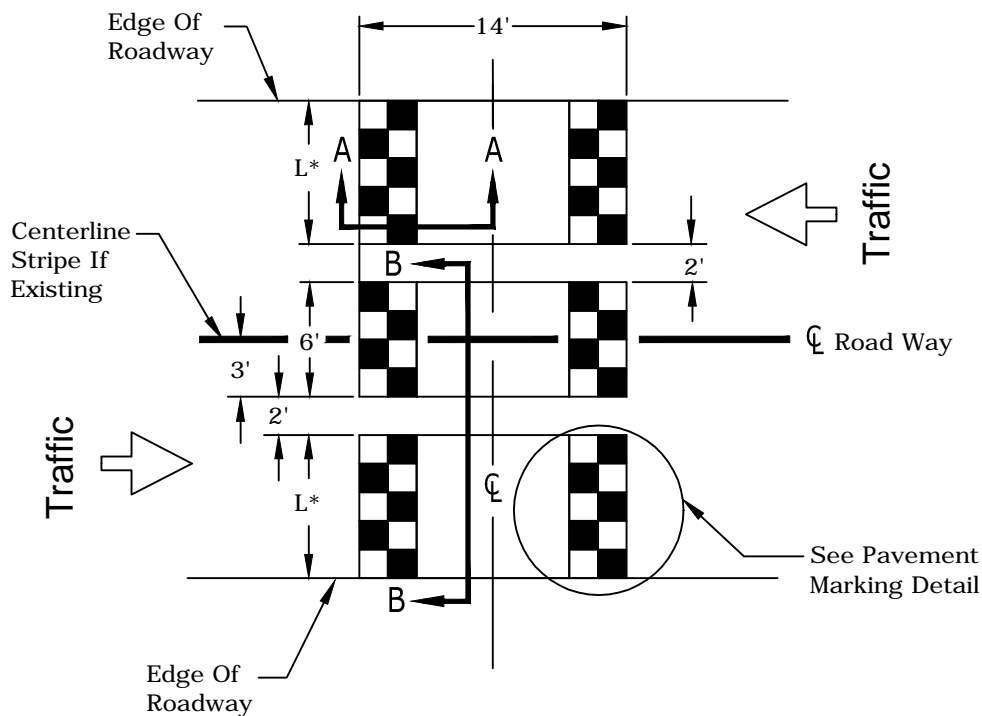 Edge Of
Roadway
14'
L*
A
A
Traffic
Centerline
Stripe If
Existing
B
2'
6'
3'
℄ Road Way
2'
Traffic
L*
℄
See Pavement
Marking Detail
B
Edge Of
Roadway